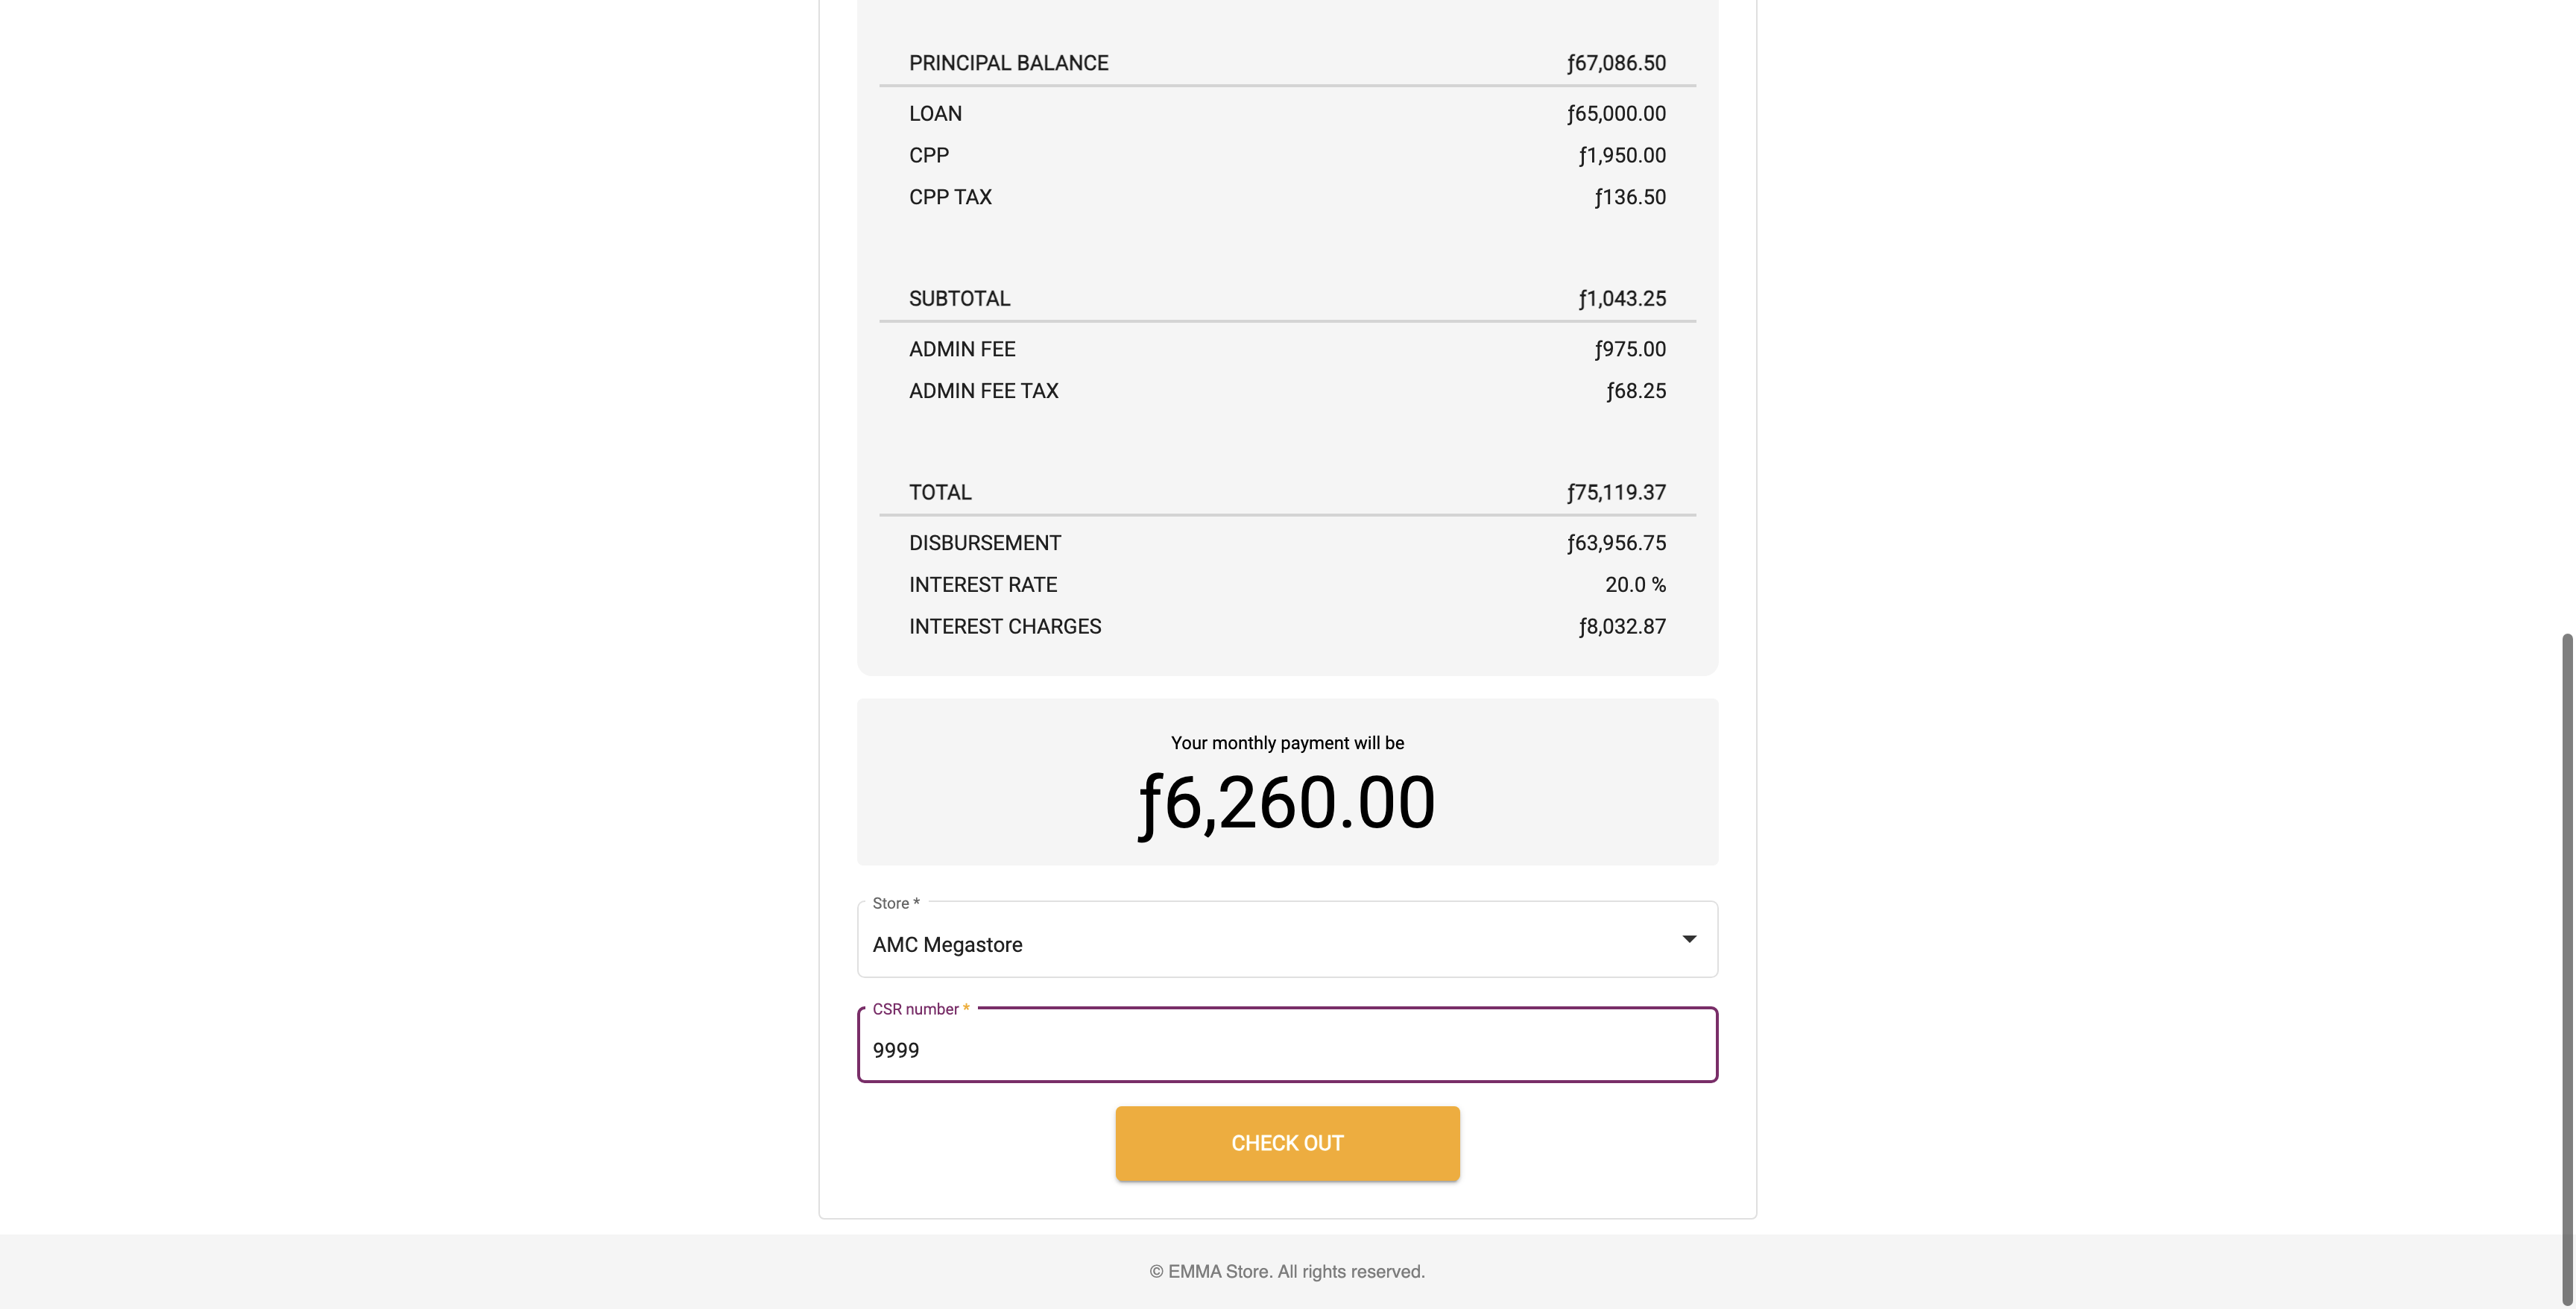 PRINCIPAL BALANCE ƒ67,086.50
LOAN ƒ65,000.00
CPP ƒ1,950.00
CPP TAX ƒ136.50
SUBTOTAL ƒ1,043.25
ADMIN FEE ƒ975.00
ADMIN FEE TAX ƒ68.25
TOTAL ƒ75,119.37
DISBURSEMENT ƒ63,956.75
INTEREST RATE 20.0 %
INTEREST CHARGES ƒ8,032.87
Your monthly payment will be
ƒ6,260.00
Store *
AMC Megastore
CSR number *
9999
CHECK OUT
© EMMA Store. All rights reserved.